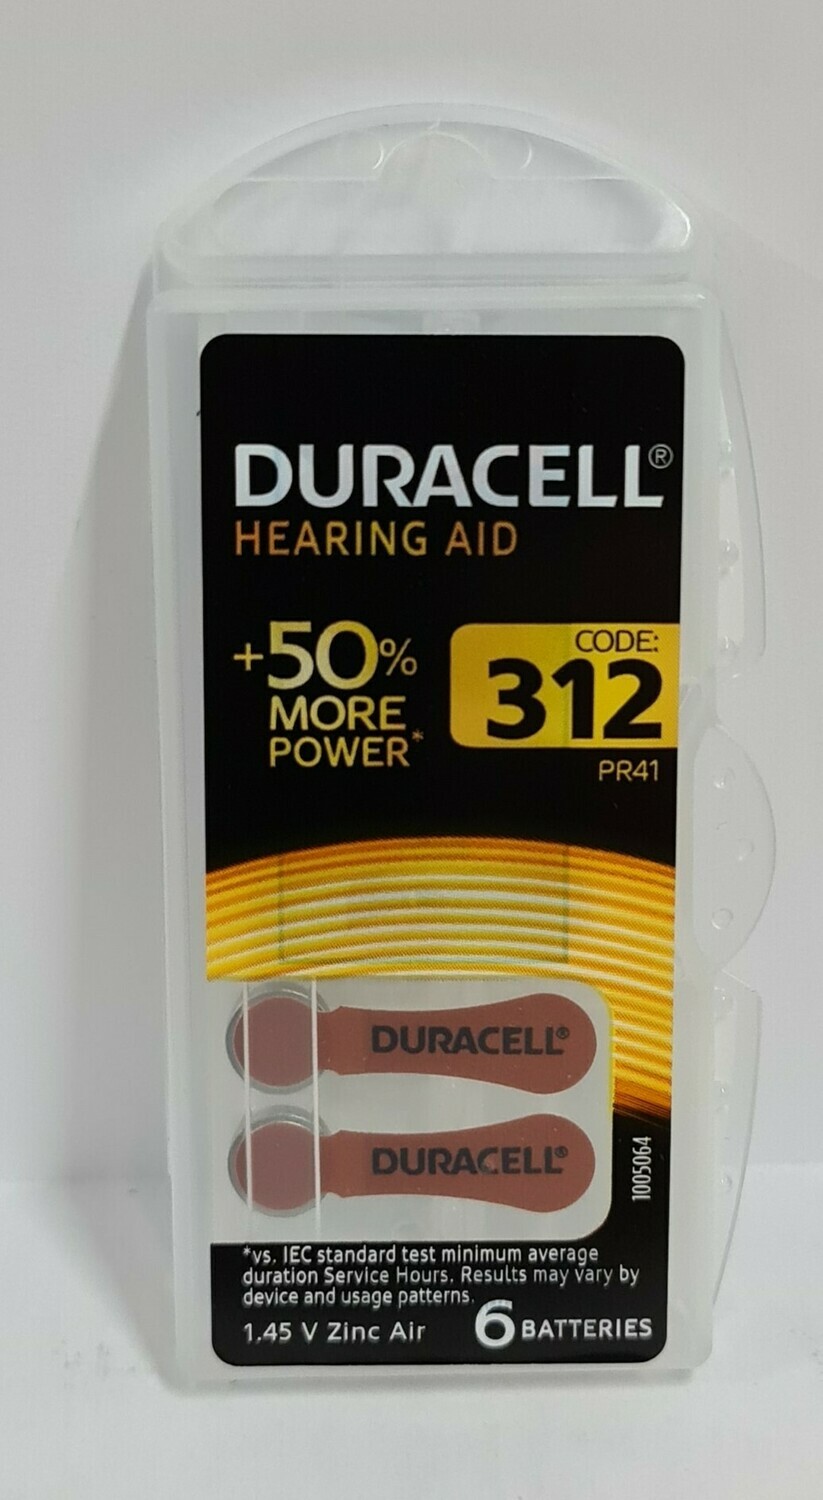 DURACELL®
HEARING AID
+50%
MORE
POWER*
CODE:
312
PR41
DURACELL®
DURACELL®
1005064
*vs. IEC standard test minimum average
duration Service Hours. Results may vary by
device and usage patterns.
1.45 V Zinc Air
6 BATTERIES